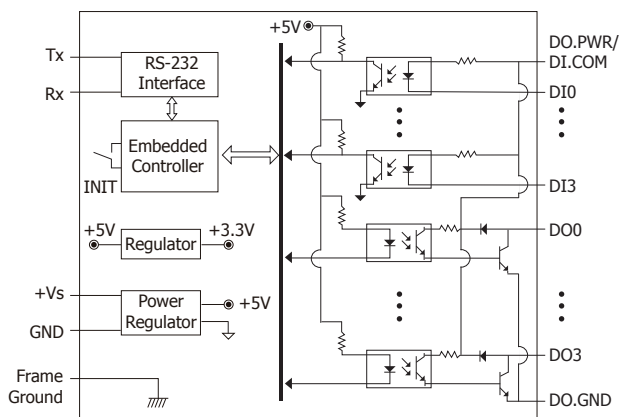 +5V
DO.PWR/
DI.COM
Tx
RS-232
Interface
Rx
DI0
Embedded
Controller
INIT
DI3
+5V
Regulator
+3.3V
DO0
+Vs
Power
Regulator
+5V
GND
DO3
Frame
Ground
DO.GND